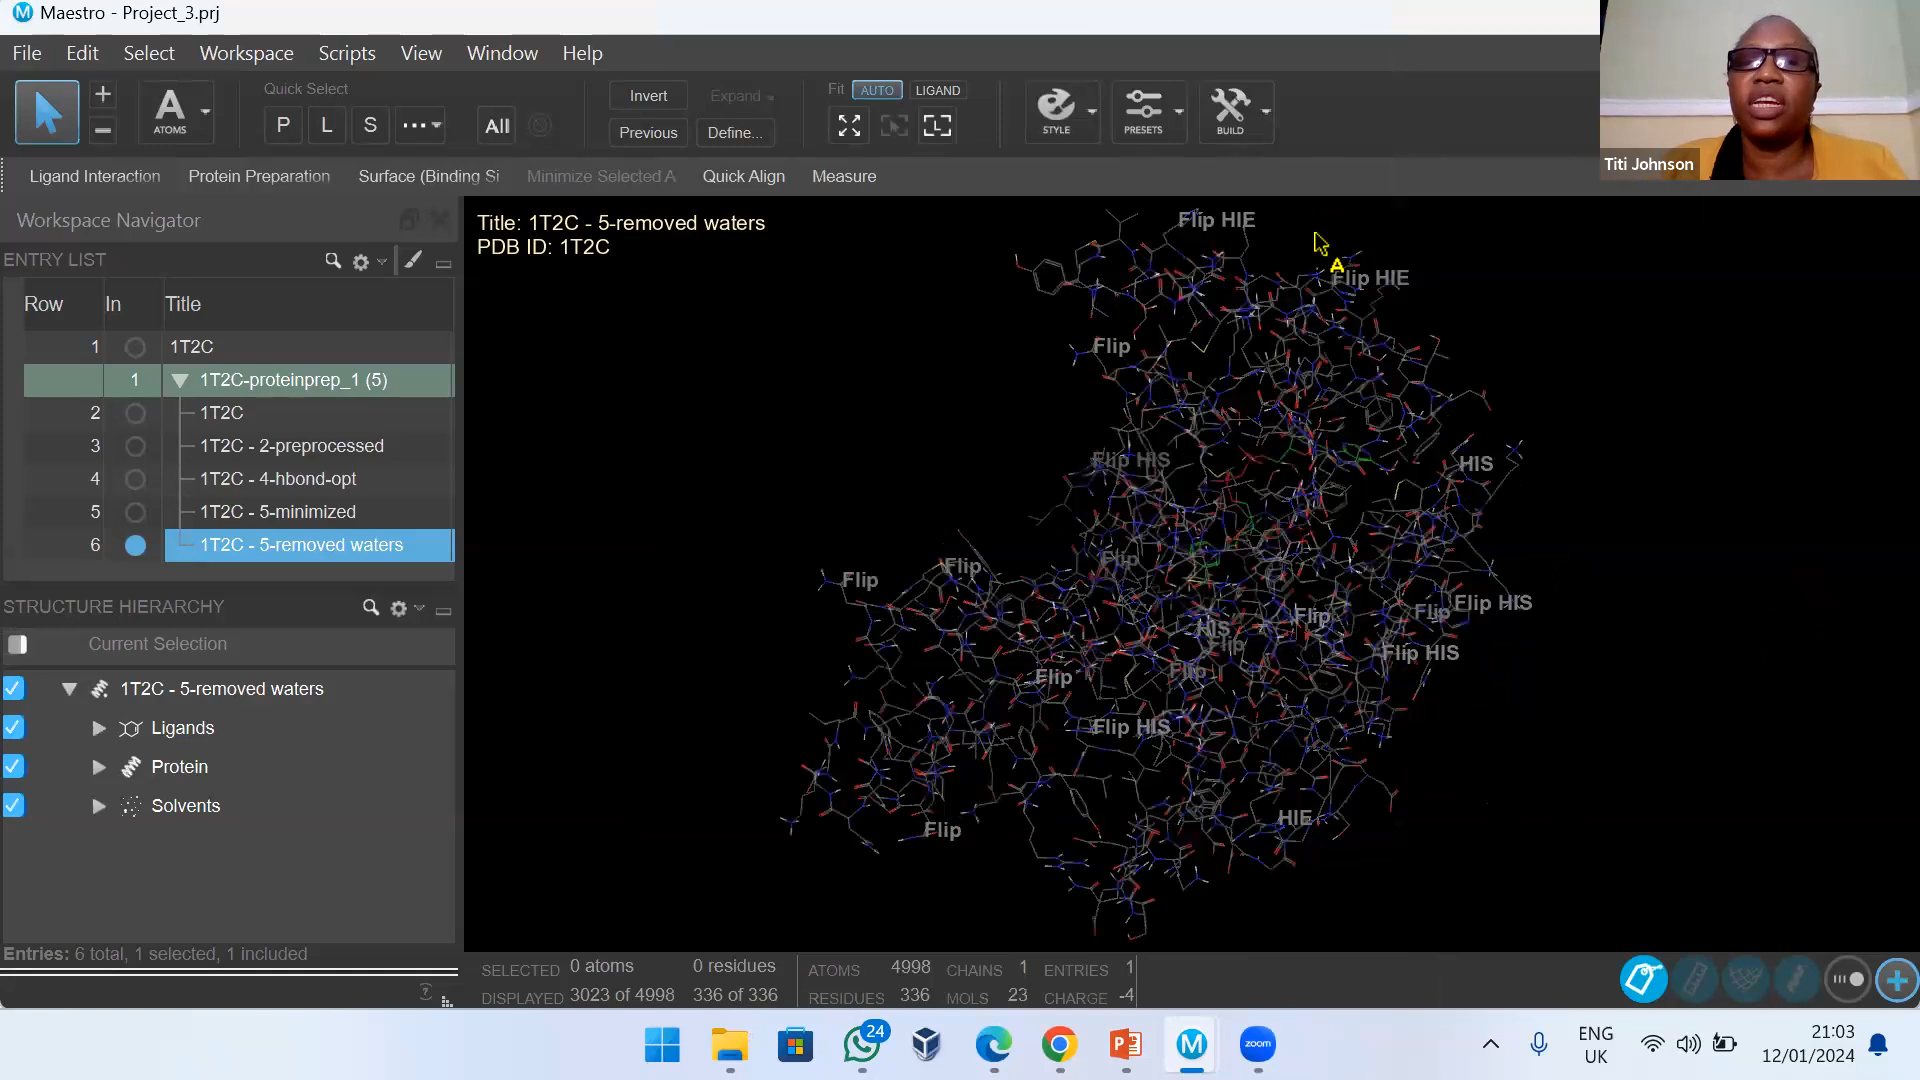 Maestro - Project_3.prj
File Edit Select Workspace Scripts View Window Help
Quick Select
ATOMS
P L S All
Invert Expand
Previous Define...
Fit AUTO LIGAND
STYLE PRESETS BUILD
Titi Johnson
Ligand Interaction Protein Preparation Surface (Binding Si Minimize Selected A Quick Align Measure
Workspace Navigator
ENTRY LIST
Row In Title
1 1T2C
1 1T2C-proteinprep_1 (5)
2 1T2C
3 1T2C - 2-preprocessed
4 1T2C - 4-hbond-opt
5 1T2C - 5-minimized
6 1T2C - 5-removed waters
STRUCTURE HIERARCHY
Current Selection
1T2C - 5-removed waters
Ligands
Protein
Solvents
Entries: 6 total, 1 selected, 1 included
Title: 1T2C - 5-removed waters
PDB ID: 1T2C
Flip HIE
A
Flip HIE
Flip
Flip HIS
HIS
Flip
Flip
Flip
Flip HIS
Flip
Flip
HIS
Flip
Flip HIS
Flip
Flip
Flip HIS
HIE
Flip
SELECTED 0 atoms 0 residues
DISPLAYED 3023 of 4998 336 of 336
ATOMS 4998 CHAINS 1 ENTRIES 1
RESIDUES 336 MOLS 23 CHARGE -4
24
zoom
ENG
UK
21:03
12/01/2024